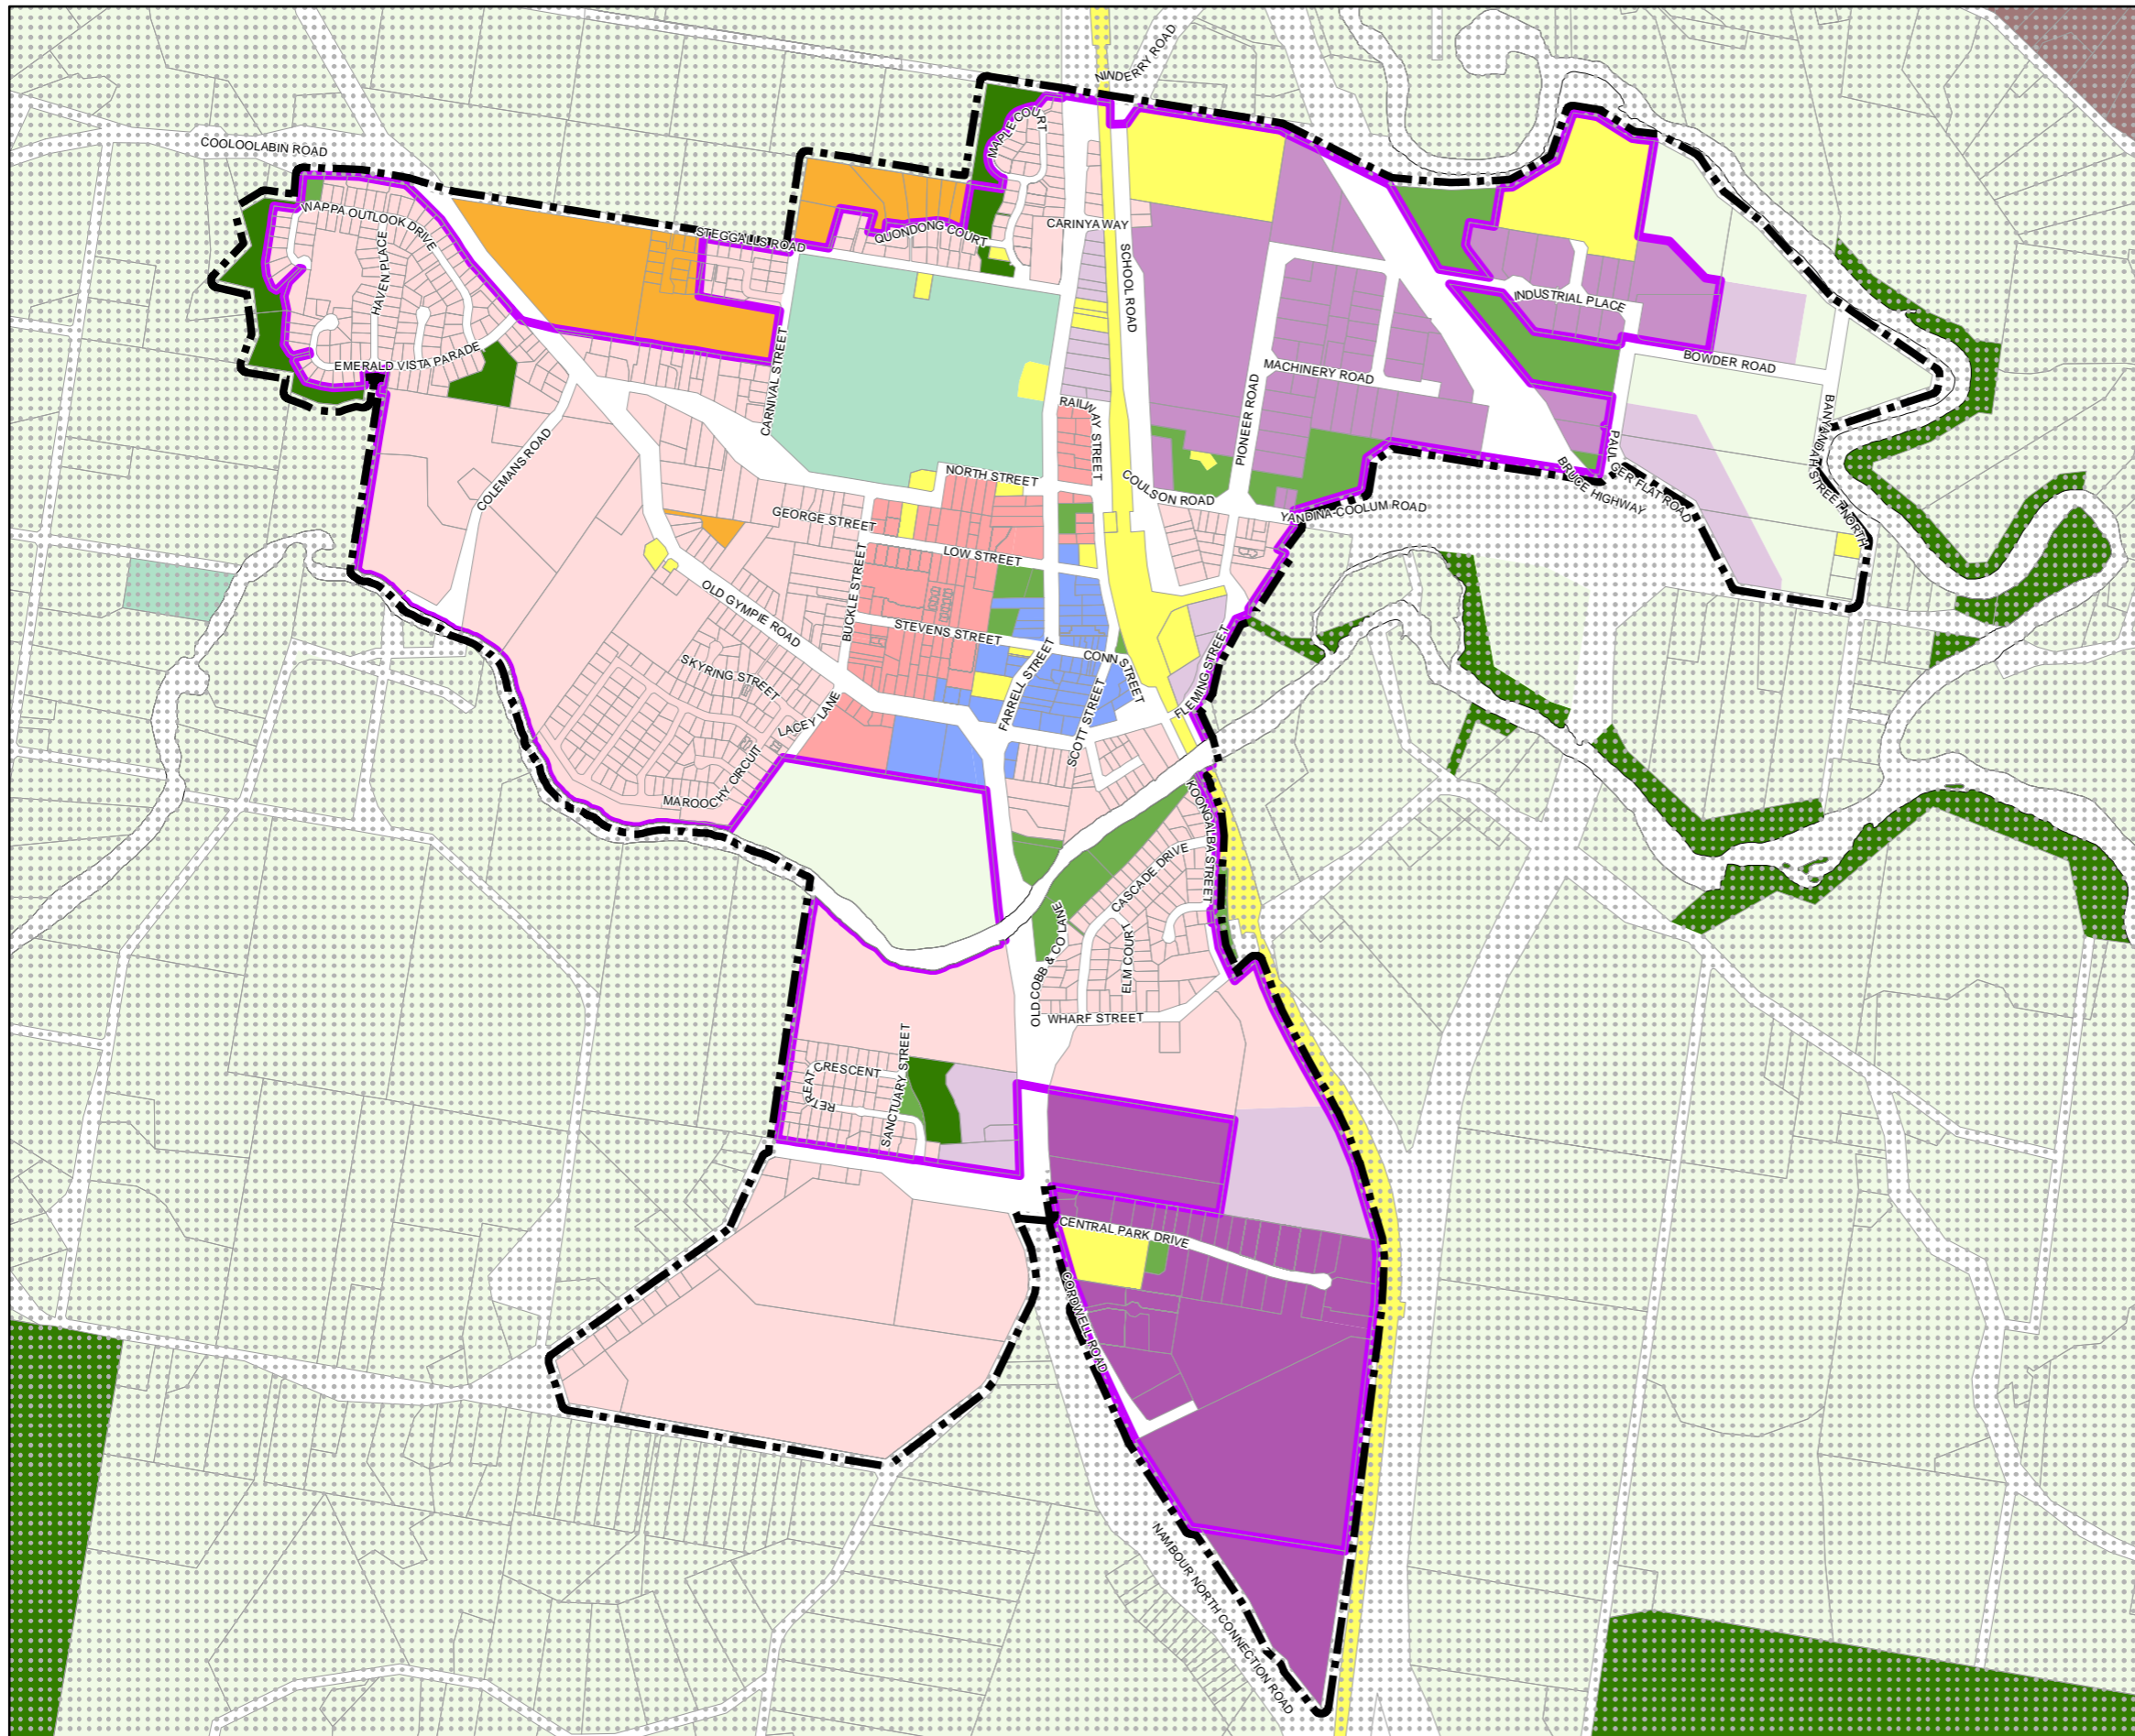 NINDERRY ROAD
COOLOOLABIN ROAD
MAPLE COURT
WAPPA OUTLOOK DRIVE
HAVEN PLACE
STEGGALLS ROAD
QUONDONG COURT
CARINYA WAY
SCHOOL ROAD
INDUSTRIAL PLACE
BOWDER ROAD
EMERALD VISTA PARADE
CARNIVAL STREET
MACHINERY ROAD
PIONEER ROAD
RAILWAY STREET
COLEMANS ROAD
NORTH STREET
COULSON ROAD
YANDINA-COOLUM ROAD
BRUCE HIGHWAY
PAUL
GER FLAT ROAD
BANYANDAH STREET NORTH
GEORGE STREET
LOW STREET
BUCKLE STREET
OLD GYMPIE ROAD
STEVENS STREET
CONN STREET
FARRELL STREET
SCOTT STREET
FLEMING STREET
SKYRING STREET
LACEY LANE
MAROOCHY CIRCUIT
KOONGALBA STREET
CASCADE DRIVE
OLD COBB & CO LANE
ELM COURT
WHARF STREET
RETREAT CRESCENT
SANCTUARY STREET
CENTRAL PARK DRIVE
CORDWELL ROAD
NAMBOUR NORTH CONNECTION ROAD